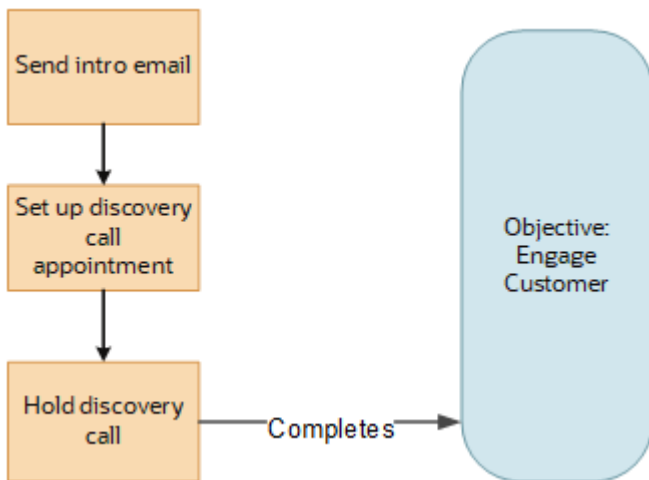 Send intro email
Set up discovery
call
appointment
Hold discovery
call
Completes
Objective:
Engage
Customer